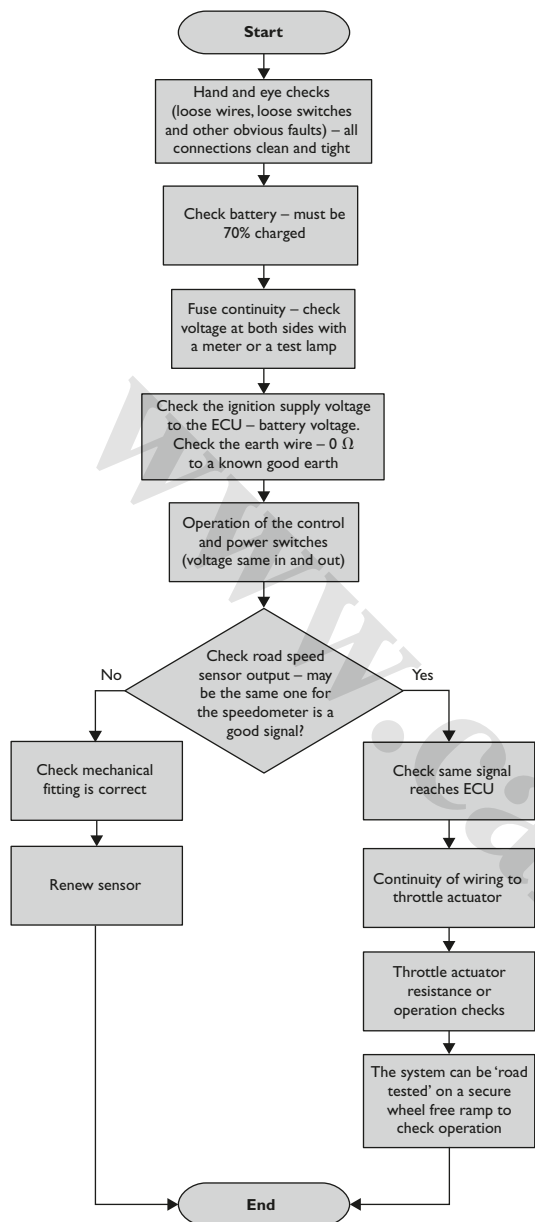 Start
Hand and eye checks
(loose wires, loose switches
and other obvious faults) – all
connections clean and tight
Check battery – must be
70% charged
Fuse continuity – check
voltage at both sides with
a meter or a test lamp
Check the ignition supply voltage
to the ECU – battery voltage.
Check the earth wire – 0 Ω
to a known good earth
Operation of the control
and power switches
(voltage same in and out)
Check road speed
sensor output – may
be the same one for
the speedometer is a
good signal?
No
Check mechanical
fitting is correct
Renew sensor
Yes
Check same signal
reaches ECU
Continuity of wiring to
throttle actuator
Throttle actuator
resistance or
operation checks
The system can be ‘road
tested’ on a secure
wheel free ramp to
check operation
End
www.ca